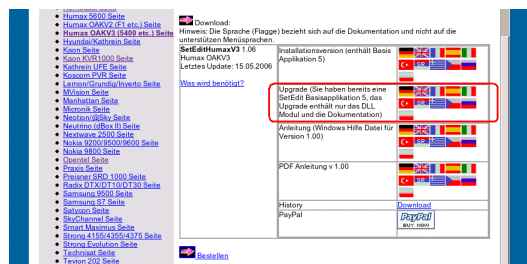 Humax 5600 Seite
Humax OAKV2 (F1 etc.) Seite
Humax OAKV3 (5400 etc.) Seite
Hyundai/Kathrein Seite
Kaon Seite
Kaon KVR1000 Seite
Kathrein UFE Seite
Koscom PVR Seite
Lemon/Grundig/Inverto Seite
MVision Seite
Manhattan Seite
Micronik Seite
Neotion/@Sky Seite
Neutrino (dBox II) Seite
Nextwave 2500 Seite
Nokia 9200/9500/9600 Seite
Nokia 9800 Seite
Opentel Seite
Praxis Seite
Preisner SRD 1000 Seite
Radix DTX/DT10/DT30 Seite
Samsung 9500 Seite
Samsung S7 Seite
Satycon Seite
SkyChannel Seite
Smart Maximus Seite
Strong 4155/4355/4375 Seite
Strong Evolution Seite
Technisat Seite
Tevion 202 Seite
Download:
Hinweis: Die Sprache (Flagge) bezieht sich auf die Dokumentation und nicht auf die
unterstützen Menüsprachen.
SetEditHumaxV3 1.06
Humax OAKV3
Letztes Update: 15.05.2006
Was wird benötigt?
Installationsversion (enthält Basis
Applikation 5)
Upgrade (Sie haben bereits eine
SetEdit Basisapplikation 5, das
Upgrade enthält nur das DLL
Modul und die Dokumentation)
Anleitung (Windows Hilfe Datei für
Version 1.00)
PDF Anleitung v 1.00
History
Download
PayPal
PayPal
BUY NOW
Bestellen